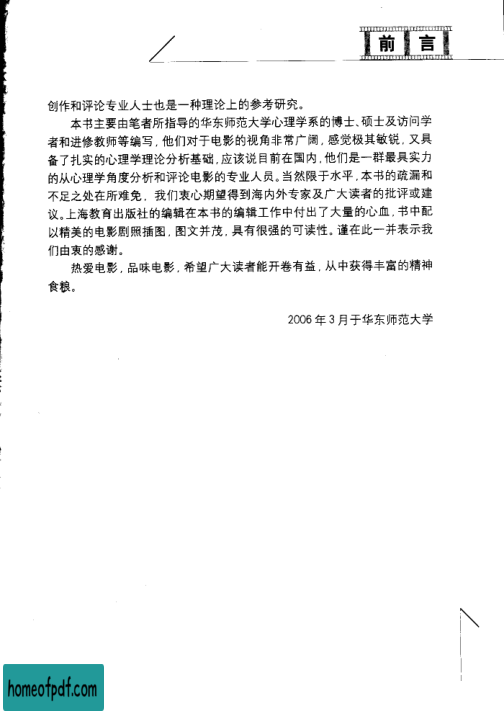 前言
创作和评论专业人士也是一种理论上的参考研究。
本书主要由笔者所指导的华东师范大学心理学系的博士、硕士及访问学
者和进修教师等编写，他们对于电影的视角非常广阔，感觉极其敏锐，又具
备了扎实的心理学理论分析基础，应该说目前在国内，他们是一群最具实力
的从心理学角度分析和评论电影的专业人员。当然限于水平，本书的疏漏和
不足之处在所难免，我们衷心期望得到海内外专家及广大读者的批评或建
议。上海教育出版社的编辑在本书的编辑工作中付出了大量的心血，书中配
以精美的电影剧照插图，图文并茂，具有很强的可读性。谨在此一并表示我
们由衷的感谢。
热爱电影，品味电影，希望广大读者能开卷有益，从中获得丰富的精神
食粮。
2006年3月于华东师范大学
homeofpdf.com